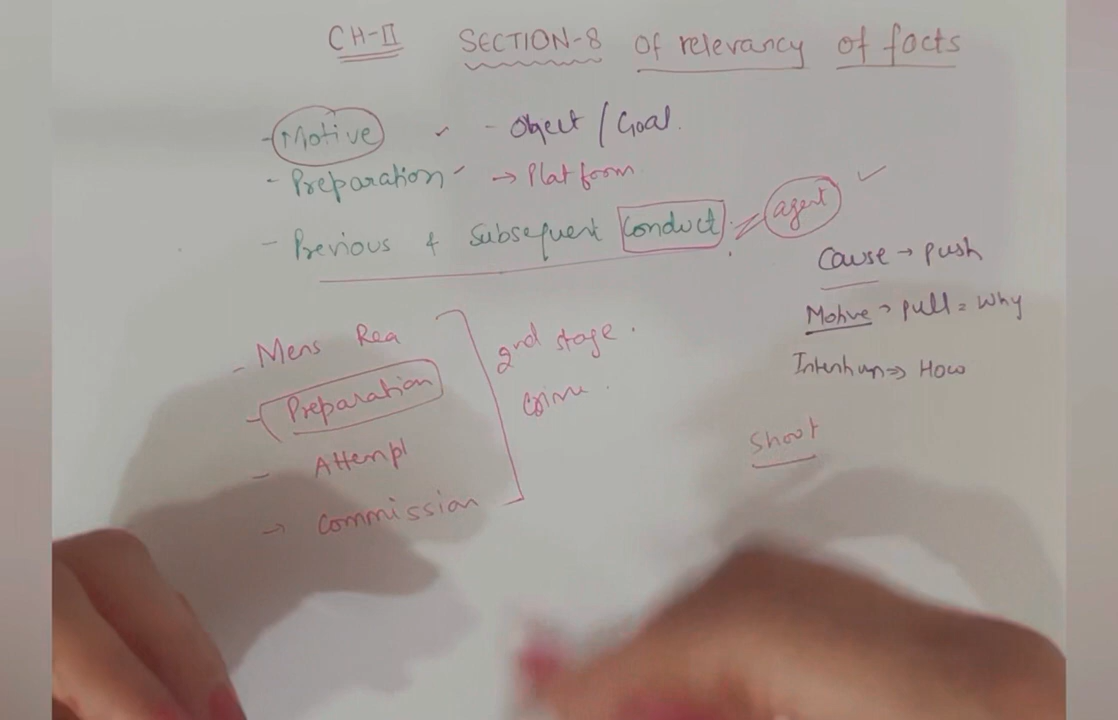 CH-II SECTION-8 Of relevancy of facts
- Motive ✓ - Object / Goal.
- Preparation ✓ → Platform
- Previous & Subsequent Conduct. agent ✓
Cause → push
Motive → pull = Why
Intention => How
Shoot
- Mens Rea
- Preparation
- Attempt
→ Commission
2nd stage.
crime.